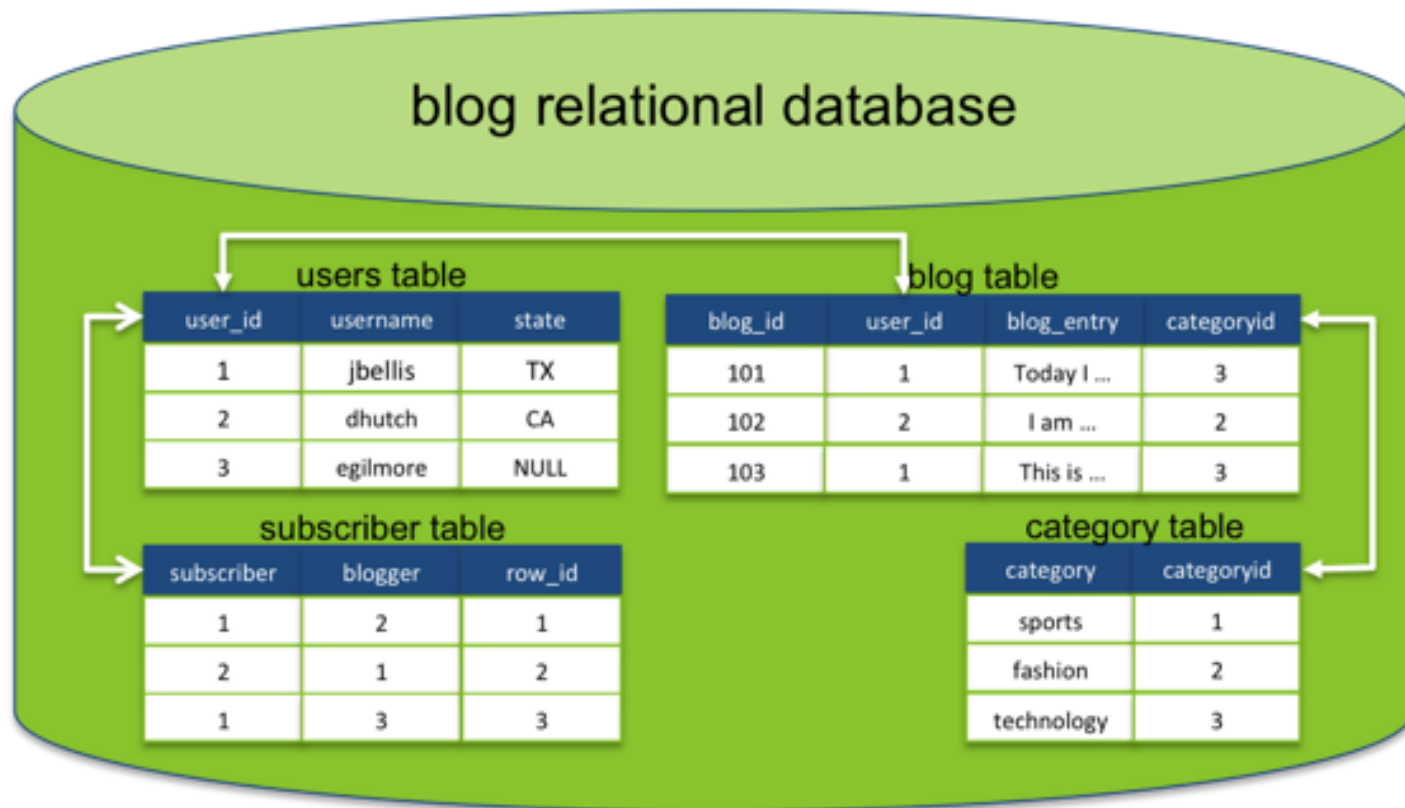 blog relational database
users table
user_id username state
1 jbellis TX
2 dhutch CA
3 egilmore NULL
blog table
blog_id user_id blog_entry categoryid
101 1 Today I ... 3
102 2 I am ... 2
103 1 This is ... 3
subscriber table
subscriber blogger row_id
1 2 1
2 1 2
1 3 3
category table
category categoryid
sports 1
fashion 2
technology 3